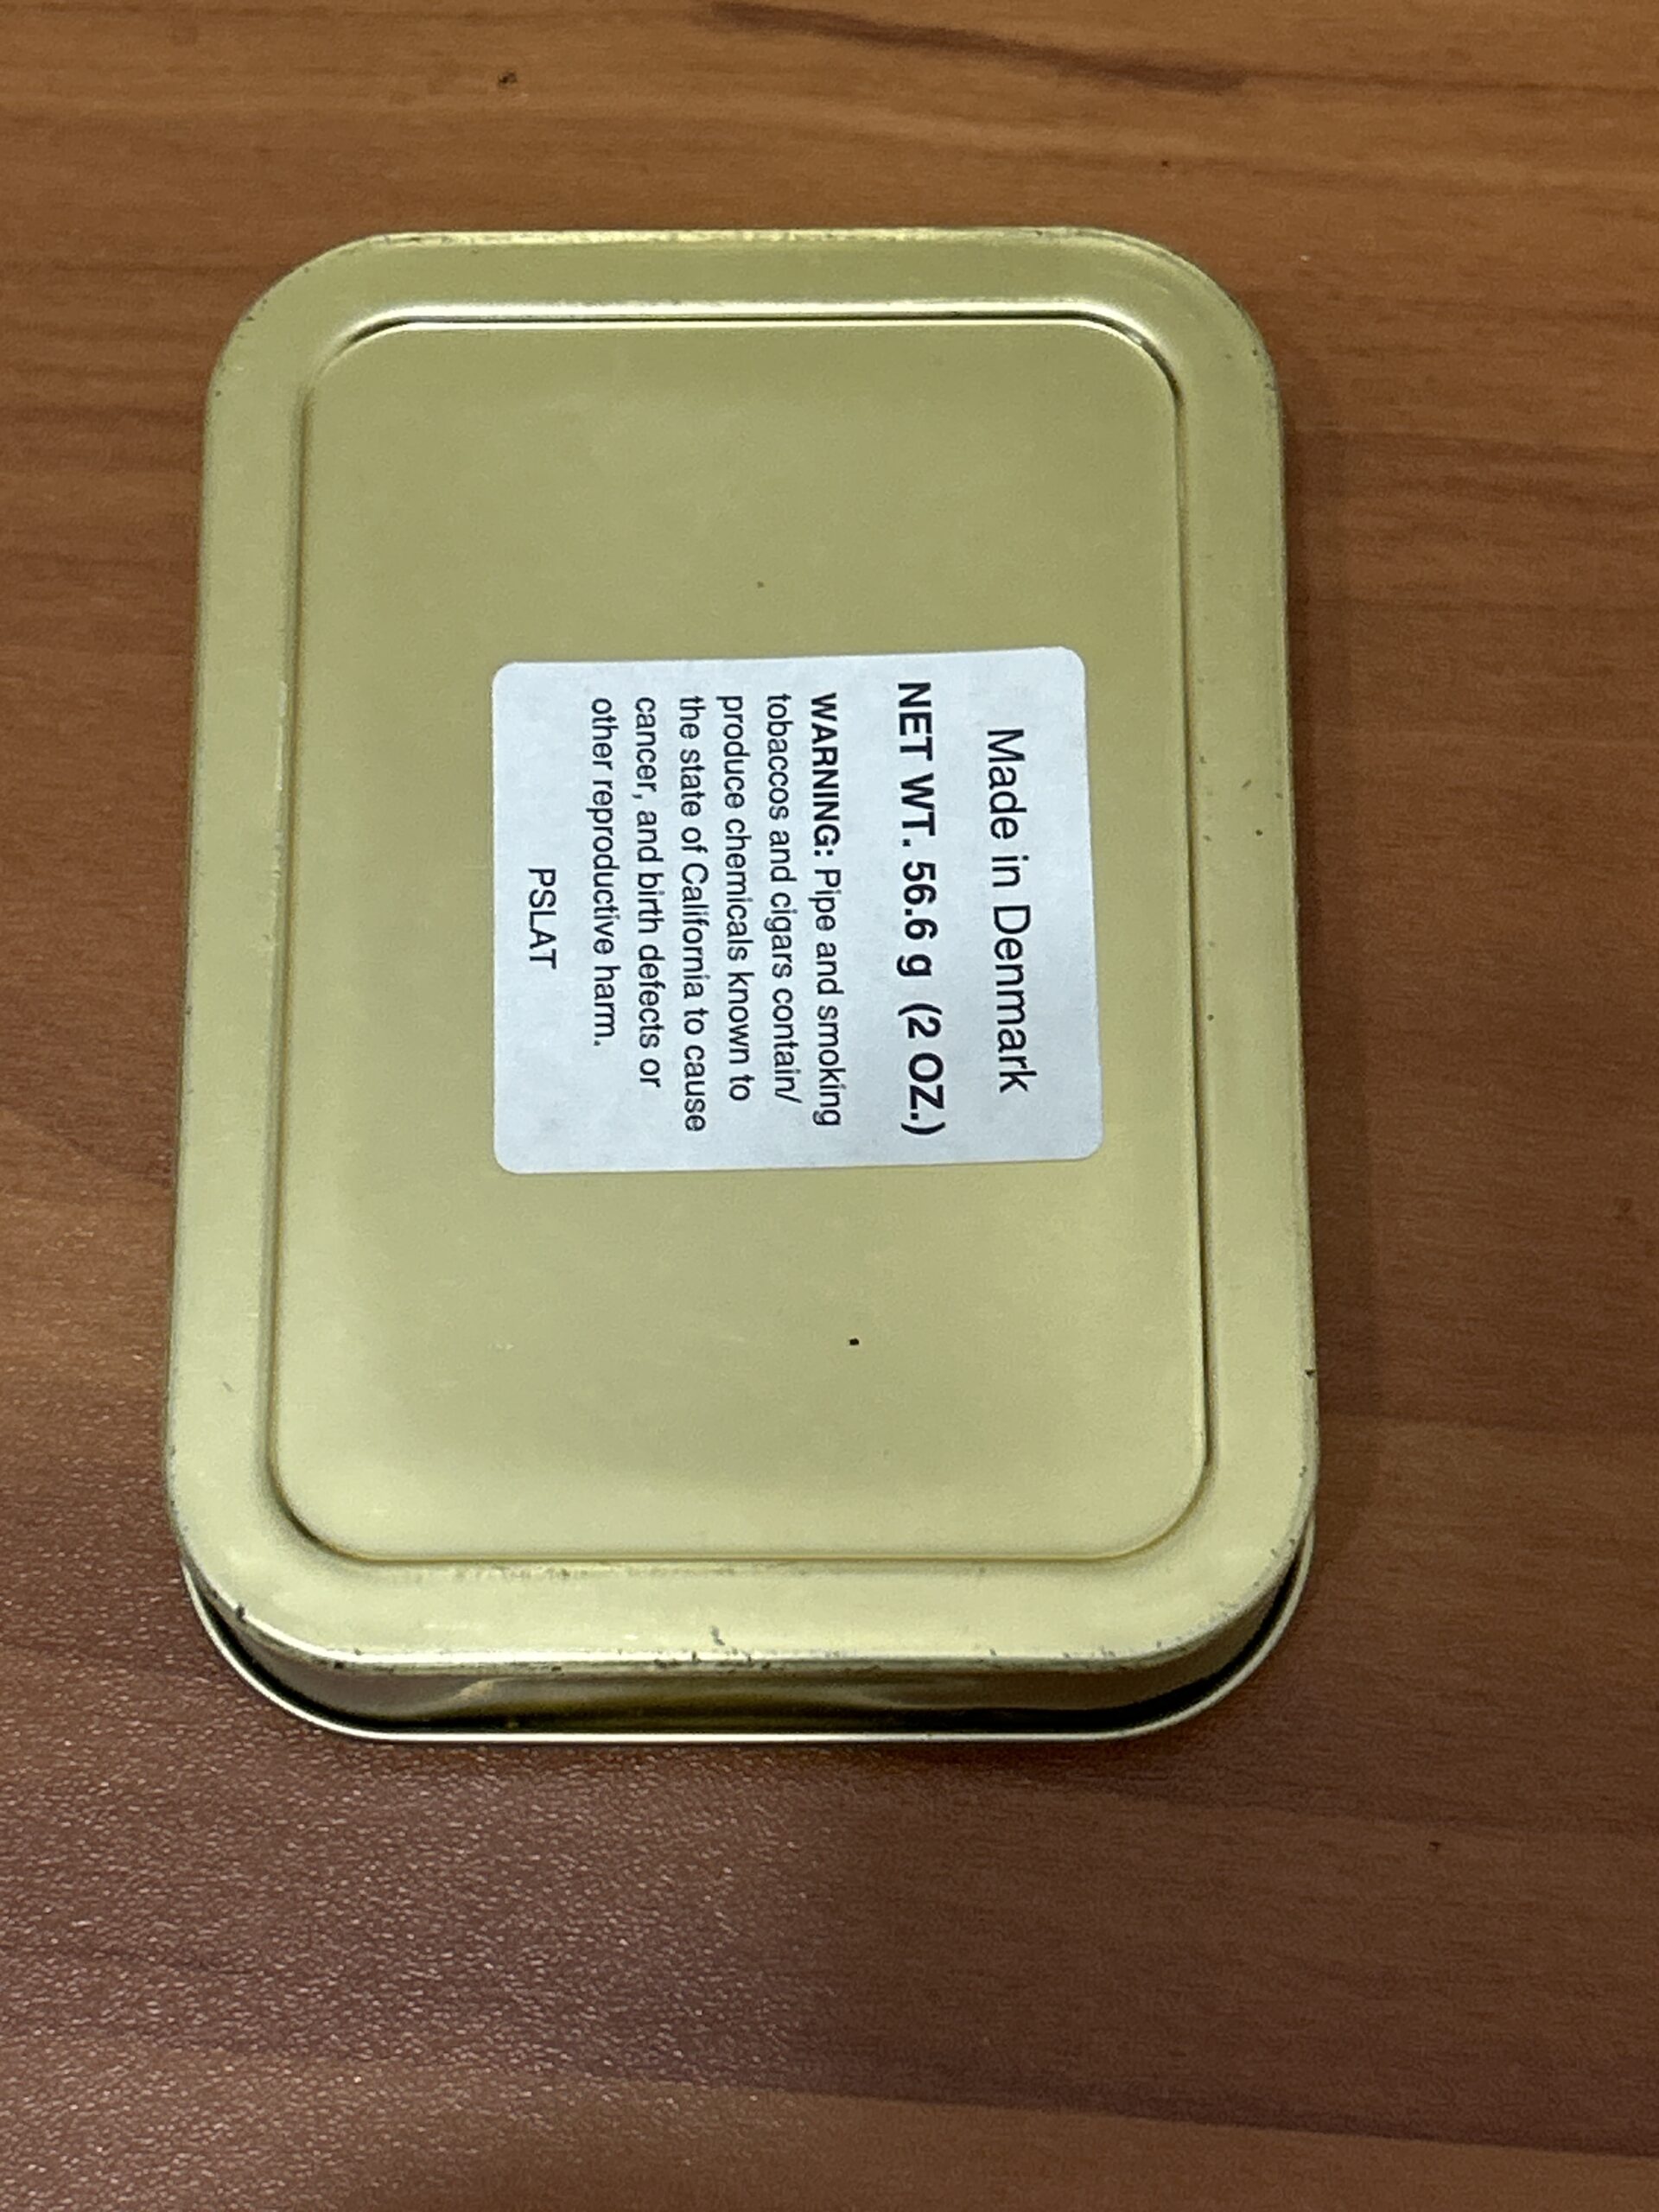 Made in Denmark
NET WT. 56.6 g (2 OZ.)
WARNING: Pipe and smoking
tobaccos and cigars contain/
produce chemicals known to
the state of California to cause
cancer, and birth defects or
other reproductive harm.
PSLAT